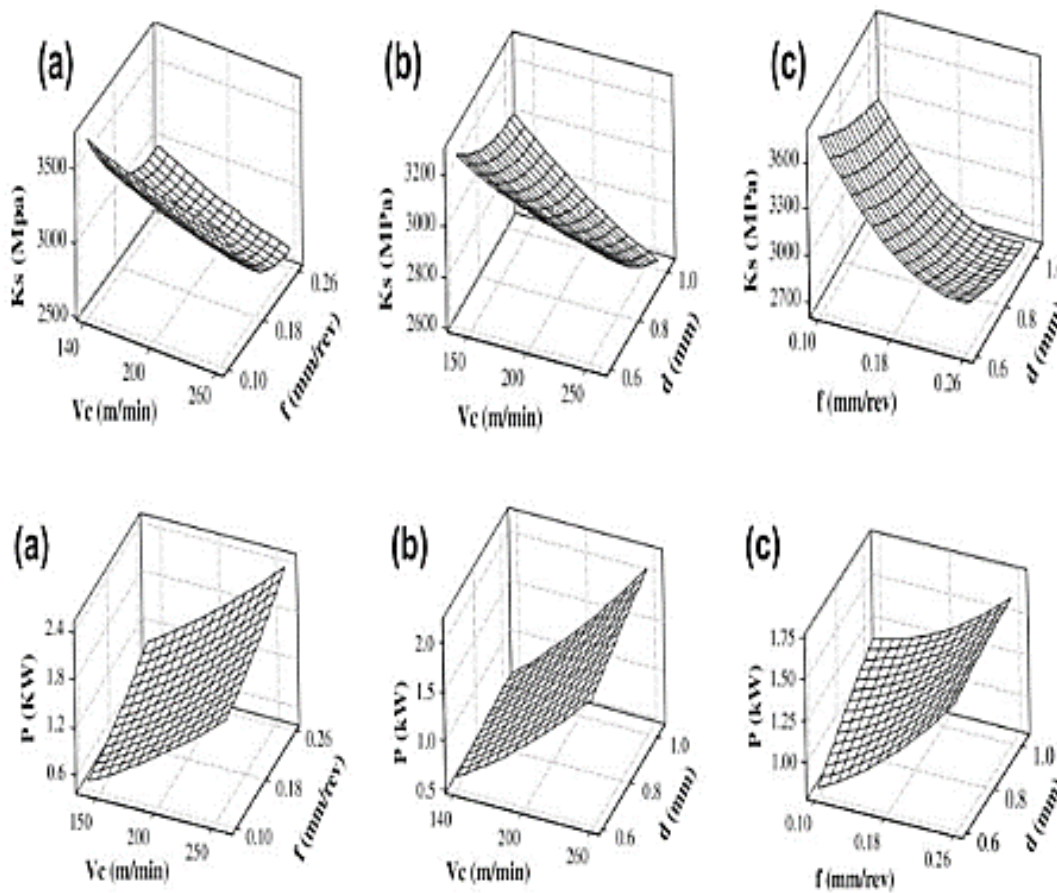 (a)
Ks (Mpa)
3500
3000
2500
140
200
260
Vc (m/min)
0.10
0.18
0.26
f (mm/rev)
(b)
Ks (MPa)
3200
3000
2800
2600
150
200
250
Vc (m/min)
0.6
0.8
1.0
d (mm)
(c)
Ks (MPa)
3600
3300
3000
2700
0.10
0.18
0.26
f (mm/rev)
0.6
0.8
d (mm)
(a)
P (KW)
2.4
1.8
1.2
0.6
150
200
250
Vc (m/min)
0.10
0.18
0.26
f (mm/rev)
(b)
P (kW)
2.0
1.5
1.0
0.5
140
200
260
Vc (m/min)
0.6
0.8
1.0
d (mm)
(c)
P (kW)
1.75
1.50
1.25
1.00
0.10
0.18
0.26
f (mm/rev)
0.6
0.8
1.0
d (mm)